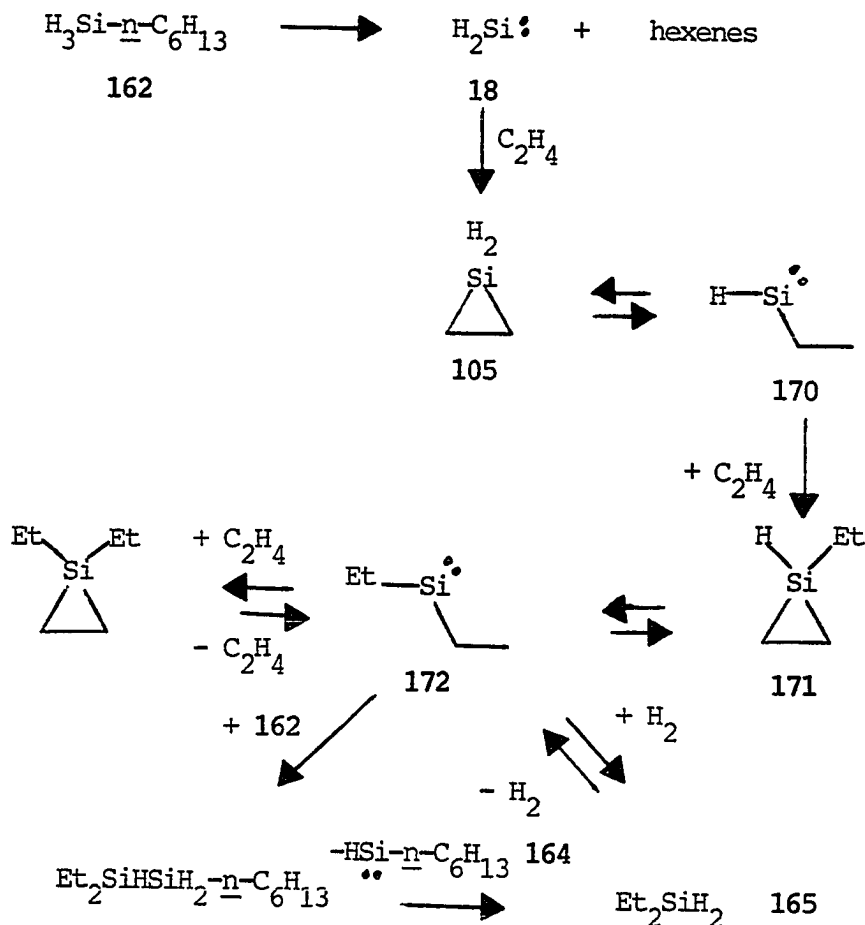 H3Si-n-C6H13 H2Si: + hexenes
162 18
C2H4
H2
Si H-Si
105 170
+ C2H4
Et Et + C2H4 Et-Si H Et
Si Si
- C2H4
172 171
+ 162 + H2
- H2
-HSi-n-C6H13 164
Et2SiHSiH2-n-C6H13 Et2SiH2 165